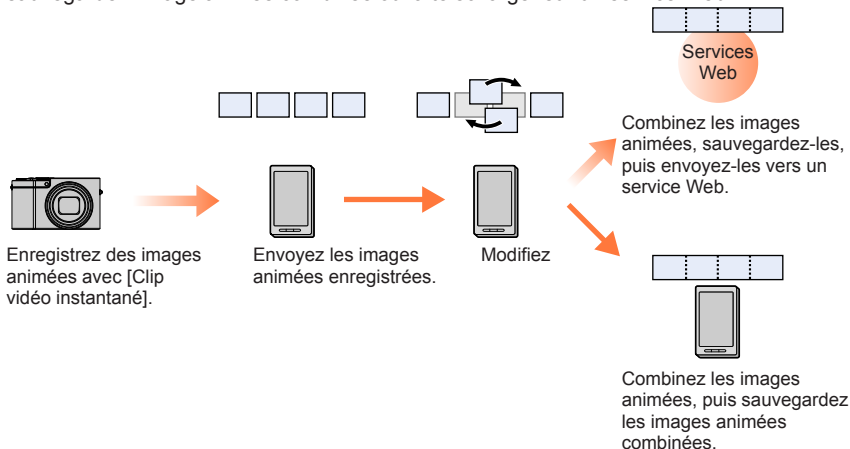 Services
Web
Combinez les images
animées, sauvegardez-les,
puis envoyez-les vers un
service Web.
Enregistrez des images
animées avec [Clip
vidéo instantané].
Envoyez les images
animées enregistrées.
Modifiez
Combinez les images
animées, puis sauvegardez
les images animées
combinées.